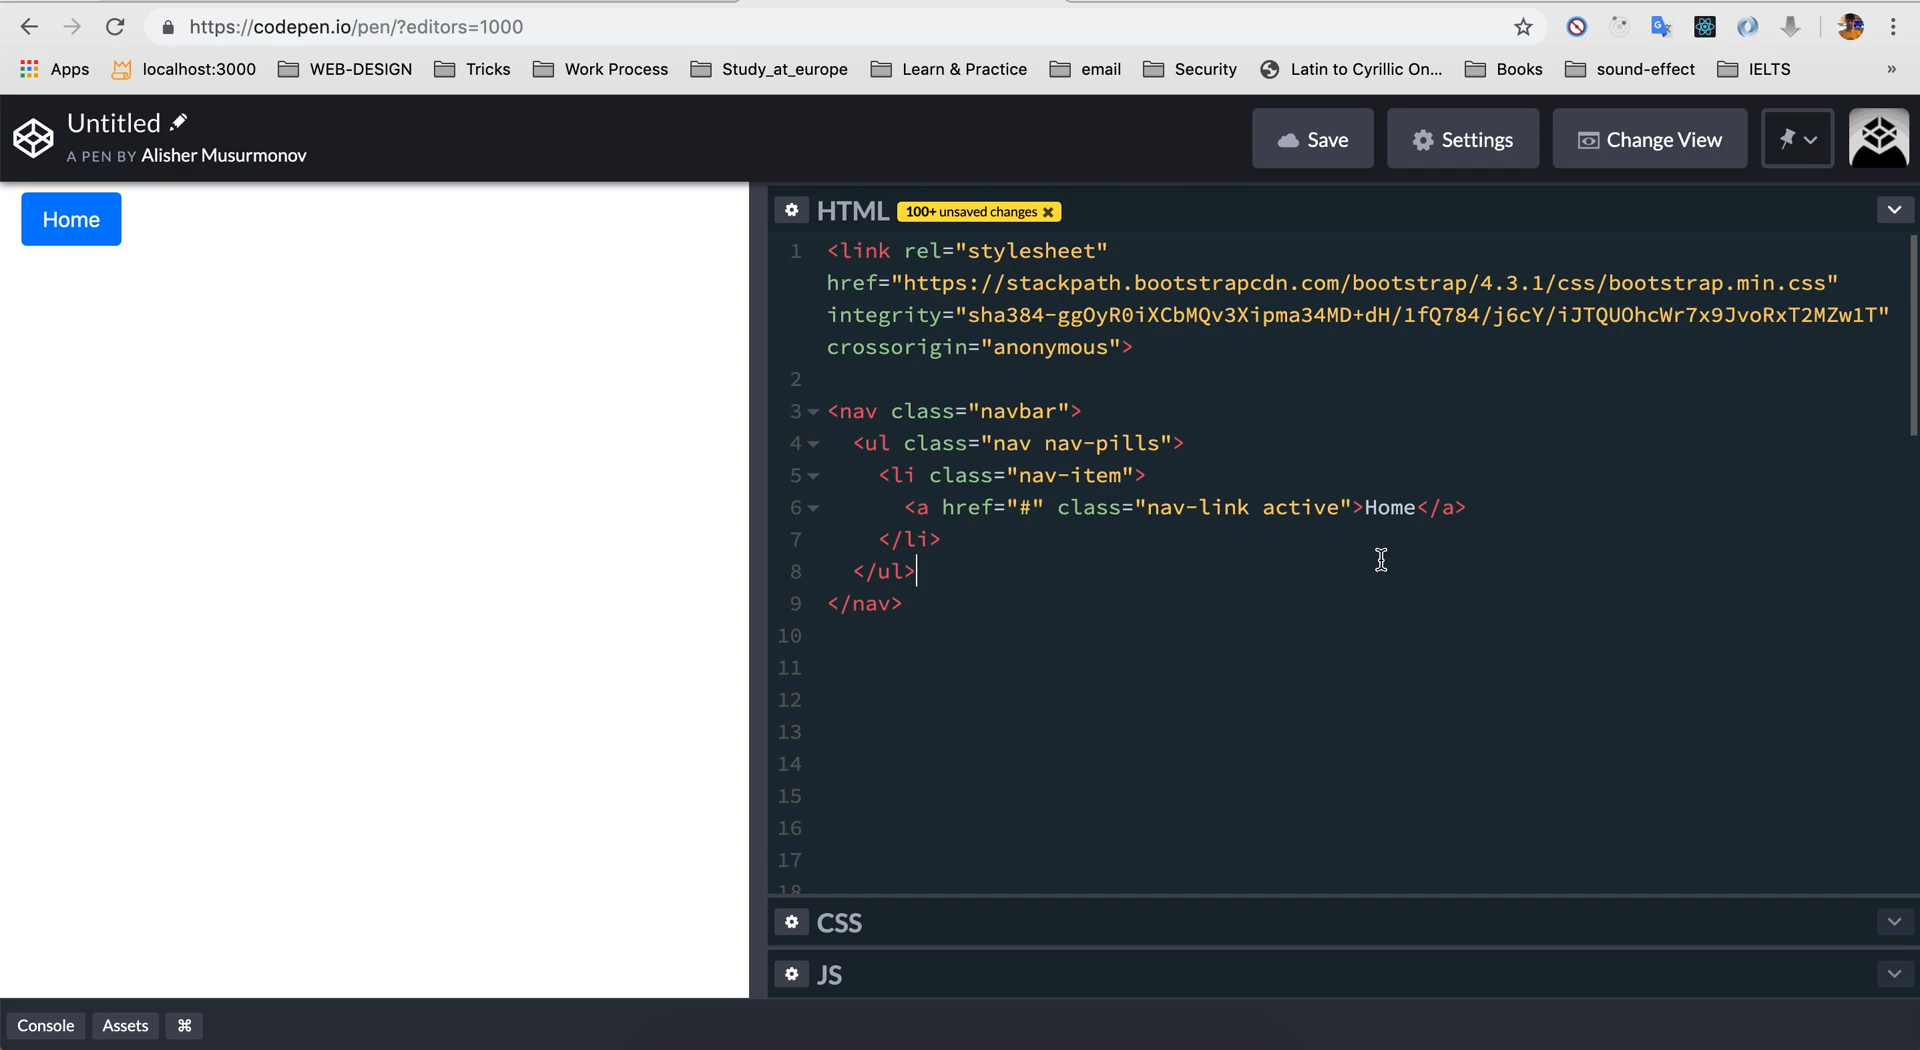 https://codepen.io/pen/?editors=1000
Apps localhost:3000 WEB-DESIGN Tricks Work Process Study_at_europe Learn & Practice email Security Latin to Cyrillic On... Books sound-effect IELTS »
Untitled
A PEN BY Alisher Musurmonov
Save Settings Change View
Home
HTML 100+ unsaved changes ×
1 <link rel="stylesheet"
href="https://stackpath.bootstrapcdn.com/bootstrap/4.3.1/css/bootstrap.min.css"
integrity="sha384-ggOyR0iXCbMQv3Xipma34MD+dH/1fQ784/j6cY/iJTQUOhcWr7x9JvoRxT2MZw1T"
crossorigin="anonymous">
2
3 <nav class="navbar">
4 <ul class="nav nav-pills">
5 <li class="nav-item">
6 <a href="#" class="nav-link active">Home</a>
7 </li>
8 </ul>
9 </nav>
10
11
12
13
14
15
16
17
18
CSS
JS
Console Assets ⌘